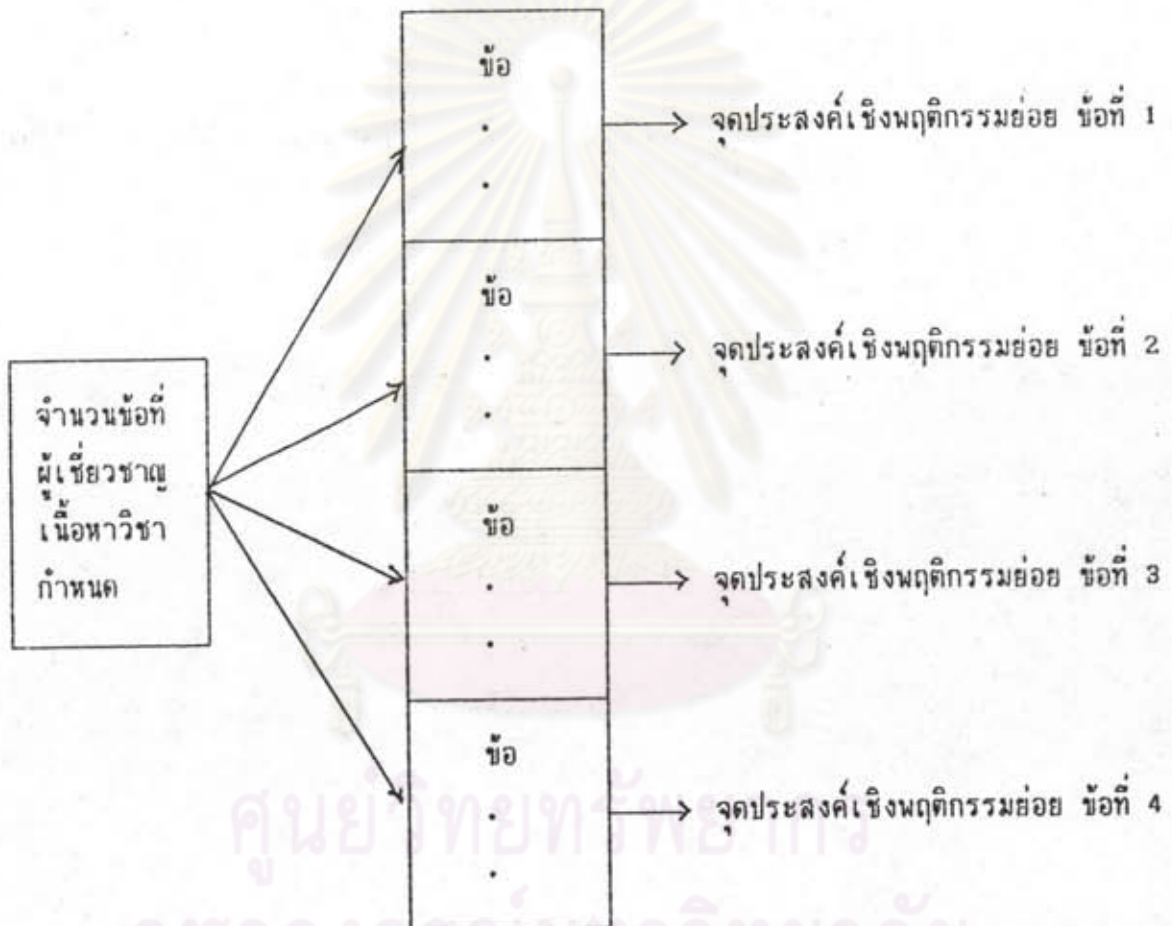 ข้อ
.
.
จุดประสงค์เชิงพฤติกรรมย่อย ข้อที่ 1
ข้อ
.
.
จุดประสงค์เชิงพฤติกรรมย่อย ข้อที่ 2
จำนวนข้อที่
ผู้เชี่ยวชาญ
เนื้อหาวิชา
กำหนด
ข้อ
.
.
จุดประสงค์เชิงพฤติกรรมย่อย ข้อที่ 3
ข้อ
.
.
จุดประสงค์เชิงพฤติกรรมย่อย ข้อที่ 4
ศูนย์วิทยทรัพยากร